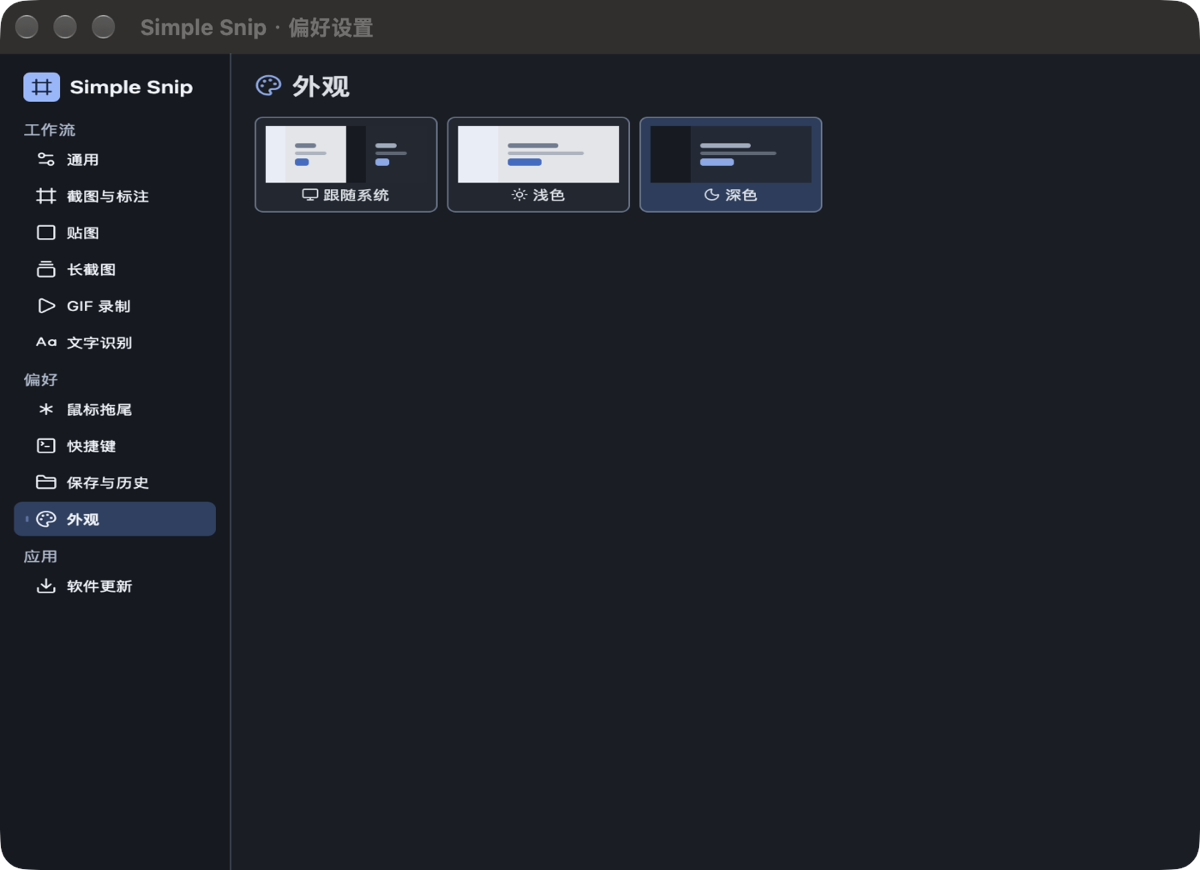 Simple Snip · 偏好设置
Simple Snip
工作流
通用
截图与标注
贴图
长截图
GIF 录制
Aa 文字识别
偏好
鼠标拖尾
快捷键
保存与历史
外观
应用
软件更新
外观
跟随系统
浅色
深色